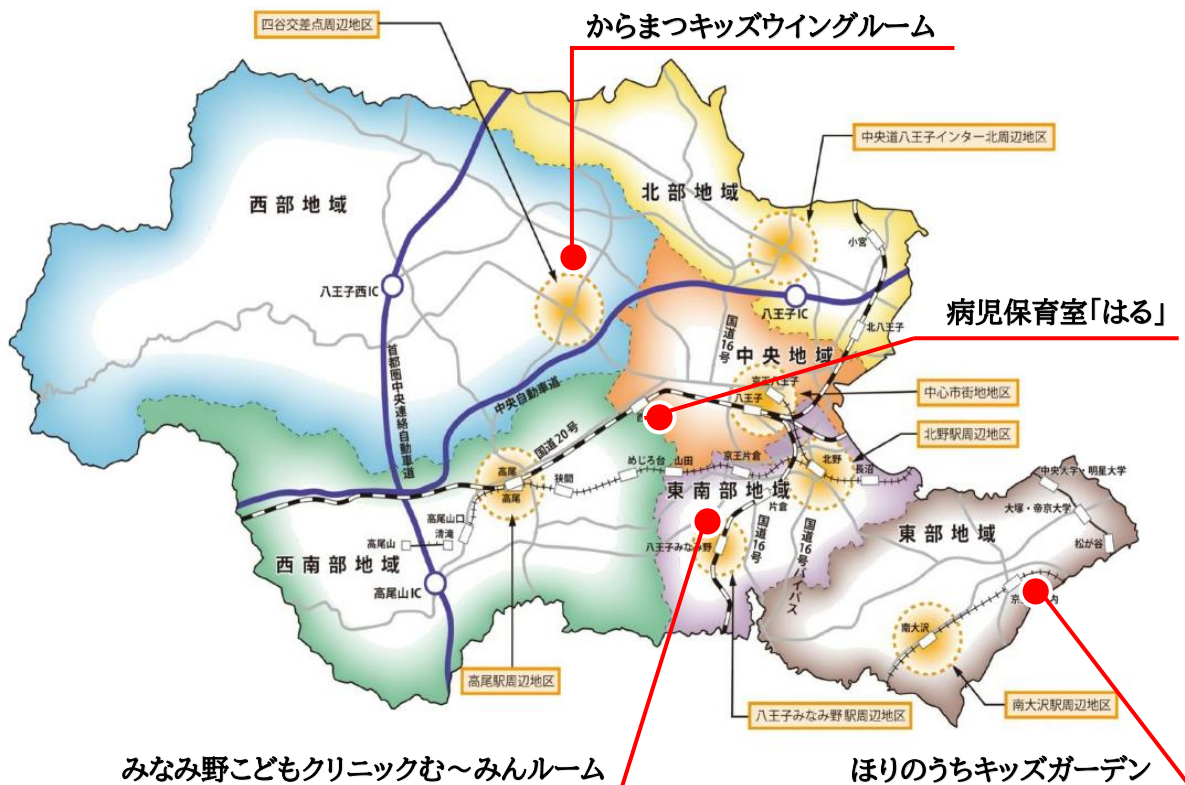 からまつキッズウイングルーム
四谷交差点周辺地区
中央道八王子インター北周辺地区
北部地域
西部地域
小宮
八王子西IC
八王子IC
北八王子
病児保育室「はる」
国道16号
中央地域
首都圏中央連絡自動車道
中央自動車道
京王八王子
八王子
中心市街地地区
国道20号
西
北野駅周辺地区
めじろ台
山田
京王片倉
北野
長沼
高尾
高尾
狭間
東南部地域
片倉
中央大学・明星大学
大塚・帝京大学
松が谷
東部地域
高尾山口
清滝
高尾山
八王子みなみ野
国道16号
国道16号バイパス
西南部地域
高尾山IC
京
内
南大沢
高尾駅周辺地区
八王子みなみ野駅周辺地区
南大沢駅周辺地区
みなみ野こどもクリニックむ～みんルーム
ほりのうちキッズガーデン